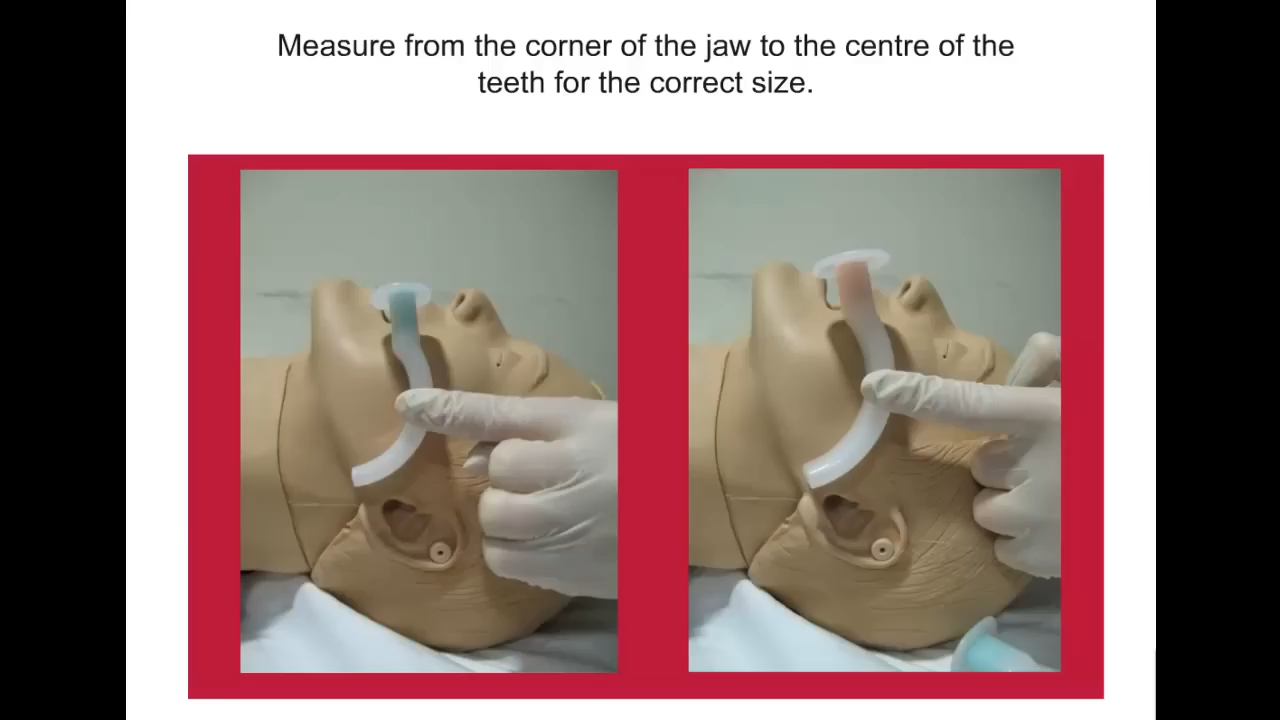 Measure from the corner of the jaw to the centre of the
teeth for the correct size.